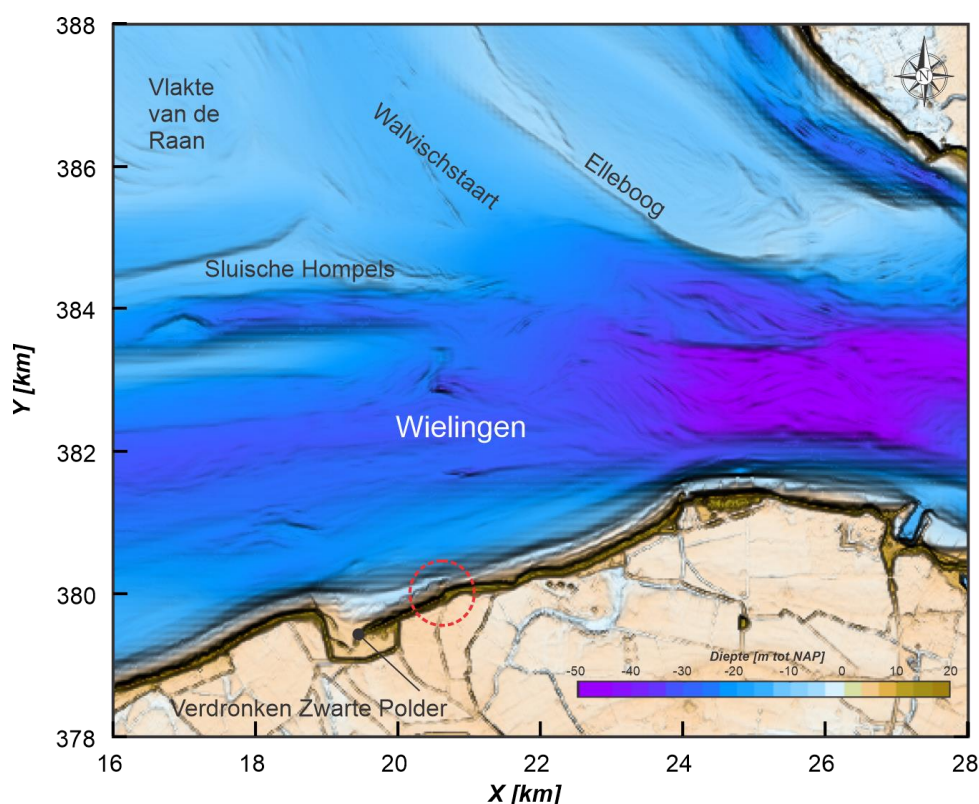 388
386
384
382
380
378
Y [km]
Vlakte
van de
Raan
Walvischstaart
Elleboog
N
Sluische Hompels
Wielingen
Diepte [m tot NAP]
-50 -40 -30 -20 -10 0 10 20
Verdronken Zwarte Polder
16 18 20 22 24 26 28
X [km]